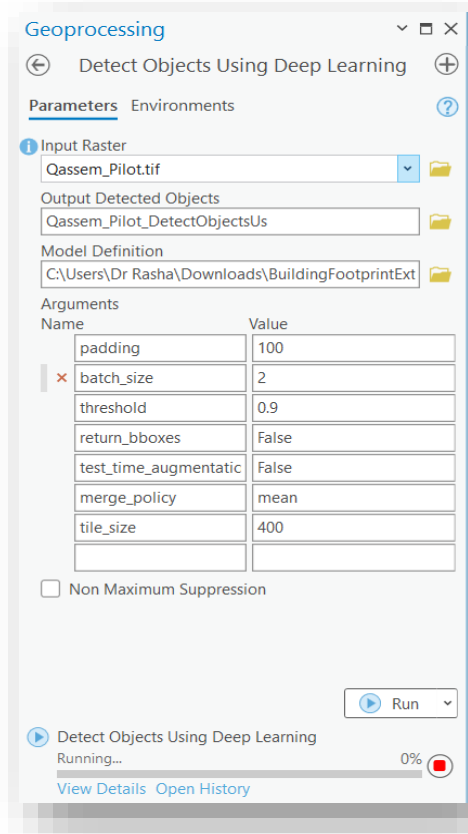 Geoprocessing
Detect Objects Using Deep Learning
Parameters Environments
Input Raster
Qassem_Pilot.tif
Output Detected Objects
Qassem_Pilot_DetectObjectsUs
Model Definition
C:\Users\Dr Rasha\Downloads\BuildingFootprintExt
Arguments
Name Value
padding 100
batch_size 2
threshold 0.9
return_bboxes False
test_time_augmentatic False
merge_policy mean
tile_size 400
Non Maximum Suppression
Run
Detect Objects Using Deep Learning
Running... 0%
View Details Open History